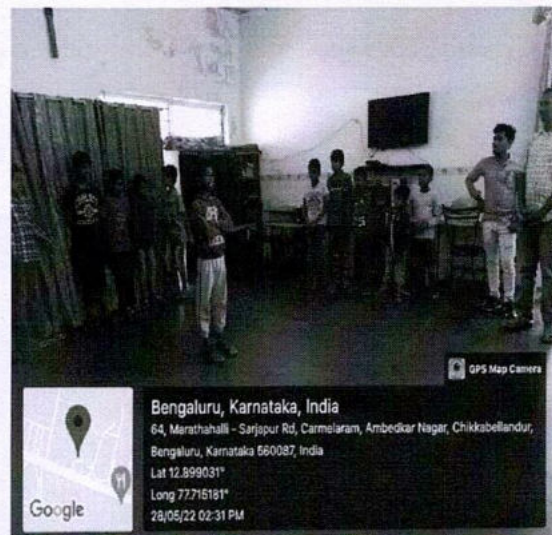 GPS Map Camera
Bengaluru, Karnataka, India
64, Marathahalli - Sarjapur Rd, Carmelaram, Ambedkar Nagar, Chikkabellandur,
Bengaluru, Karnataka 560087, India
Lat 12.899031°
Long 77.715181°
28/05/22 02:31 PM
Google